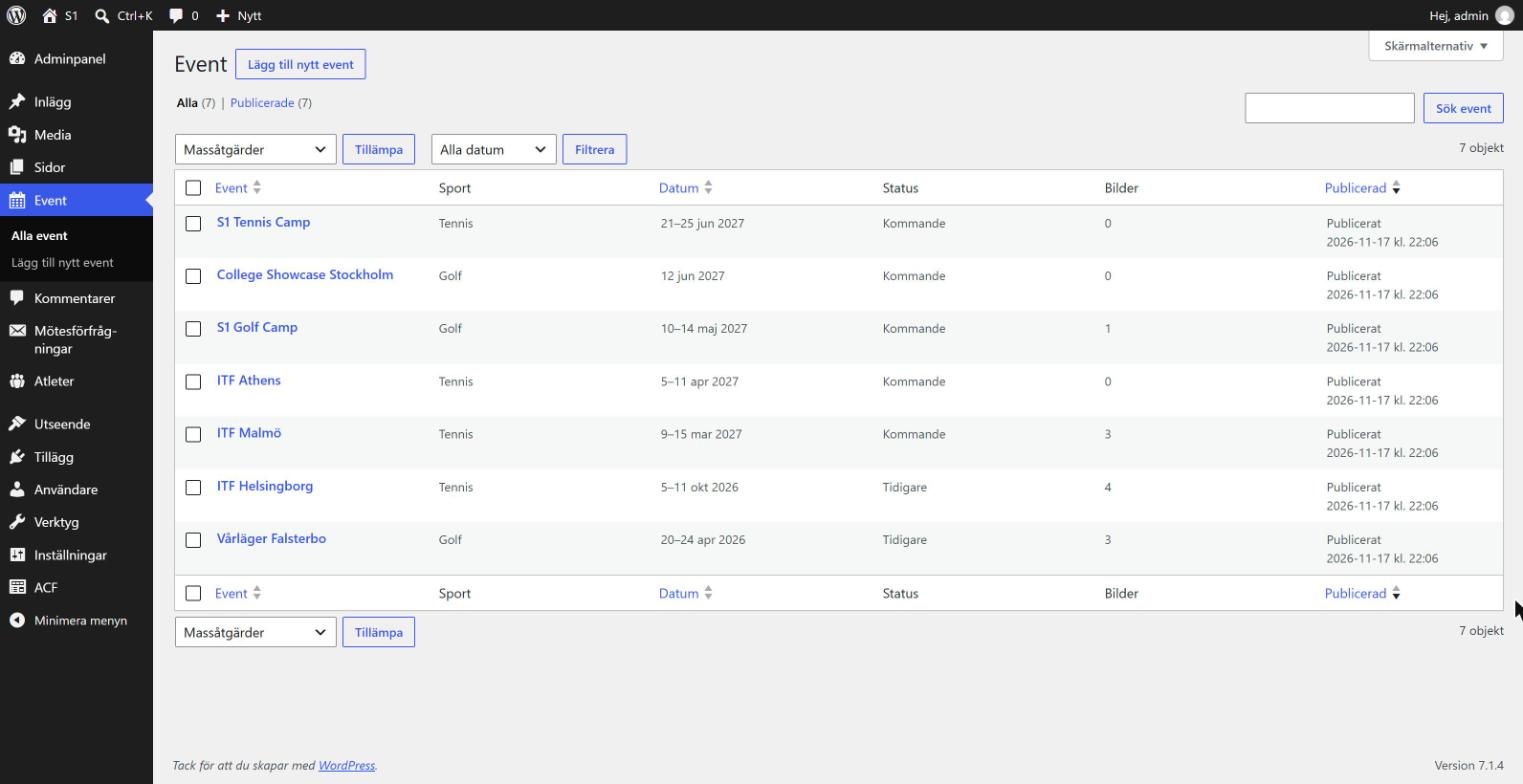 S1 Ctrl+K 0 Nytt Hej, admin
Adminpanel
Inlägg
Media
Sidor
Event
Alla event
Lägg till nytt event
Kommentarer
Mötesförfråg-
ningar
Atleter
Utseende
Tillägg
Användare
Verktyg
Inställningar
ACF
Minimera menyn
Skärmalternativ
Event Lägg till nytt event
Alla (7) | Publicerade (7)
Sök event
Massåtgärder Tillämpa Alla datum Filtrera 7 objekt
Event Sport Datum Status Bilder Publicerad
S1 Tennis Camp Tennis 21–25 jun 2027 Kommande 0 Publicerat
2026-11-17 kl. 22:06
College Showcase Stockholm Golf 12 jun 2027 Kommande 0 Publicerat
2026-11-17 kl. 22:06
S1 Golf Camp Golf 10–14 maj 2027 Kommande 1 Publicerat
2026-11-17 kl. 22:06
ITF Athens Tennis 5–11 apr 2027 Kommande 0 Publicerat
2026-11-17 kl. 22:06
ITF Malmö Tennis 9–15 mar 2027 Kommande 3 Publicerat
2026-11-17 kl. 22:06
ITF Helsingborg Tennis 5–11 okt 2026 Tidigare 4 Publicerat
2026-11-17 kl. 22:06
Vårläger Falsterbo Golf 20–24 apr 2026 Tidigare 3 Publicerat
2026-11-17 kl. 22:06
Event Sport Datum Status Bilder Publicerad
Massåtgärder Tillämpa 7 objekt
Tack för att du skapar med WordPress. Version 7.1.4